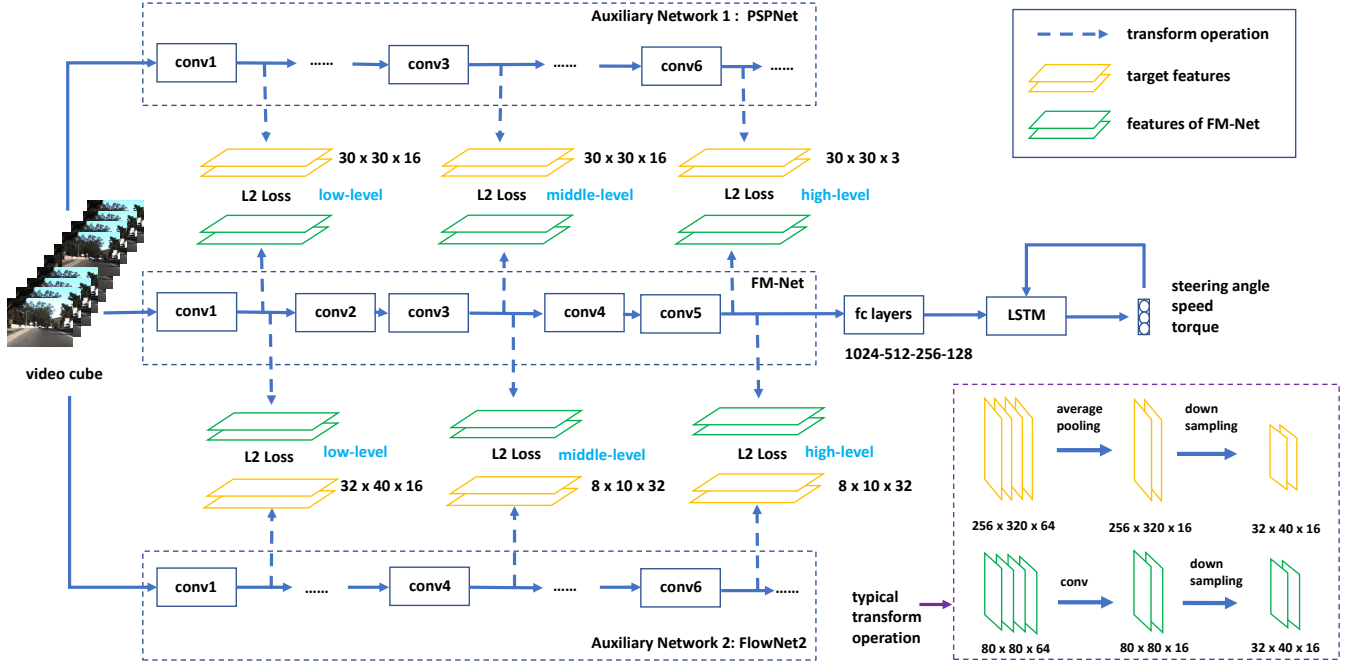 Auxiliary Network 1 : PSPNet
conv1
......
conv3
......
conv6
......
transform operation
target features
features of FM-Net
30 x 30 x 16
30 x 30 x 16
30 x 30 x 3
L2 Loss
low-level
L2 Loss
middle-level
L2 Loss
high-level
FM-Net
conv1
conv2
conv3
conv4
conv5
fc layers
LSTM
steering angle
speed
torque
1024-512-256-128
video cube
L2 Loss
low-level
L2 Loss
middle-level
L2 Loss
high-level
32 x 40 x 16
8 x 10 x 32
8 x 10 x 32
conv1
......
conv4
......
conv6
......
Auxiliary Network 2: FlowNet2
average
pooling
down
sampling
256 x 320 x 64
256 x 320 x 16
32 x 40 x 16
conv
down
sampling
80 x 80 x 64
80 x 80 x 16
32 x 40 x 16
typical
transform
operation